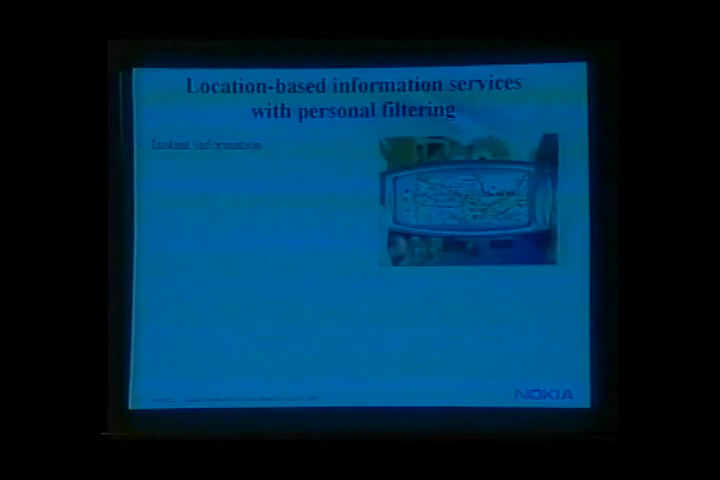 Location-based information services
with personal filtering
Instant information
NOKIA